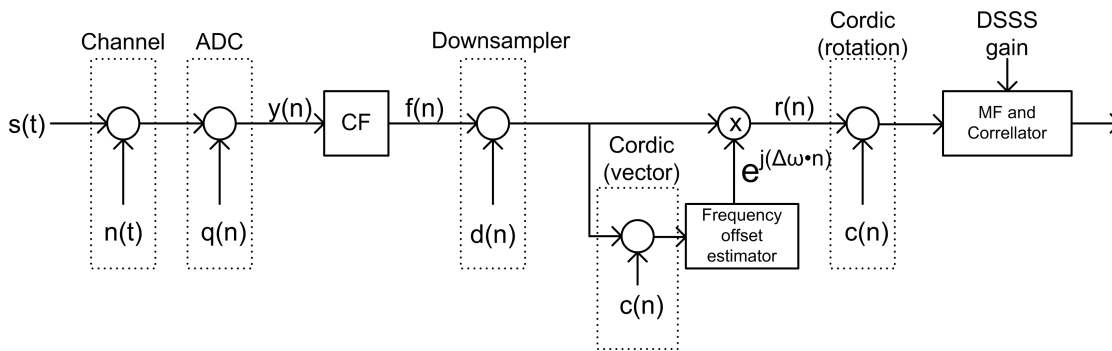 Channel
ADC
Downsampler
Cordic
(rotation)
DSSS
gain
s(t)
y(n)
CF
f(n)
x
r(n)
MF and
Correllator
Cordic
(vector)
e^j(Δω•n)
n(t)
q(n)
d(n)
Frequency
offset
estimator
c(n)
c(n)